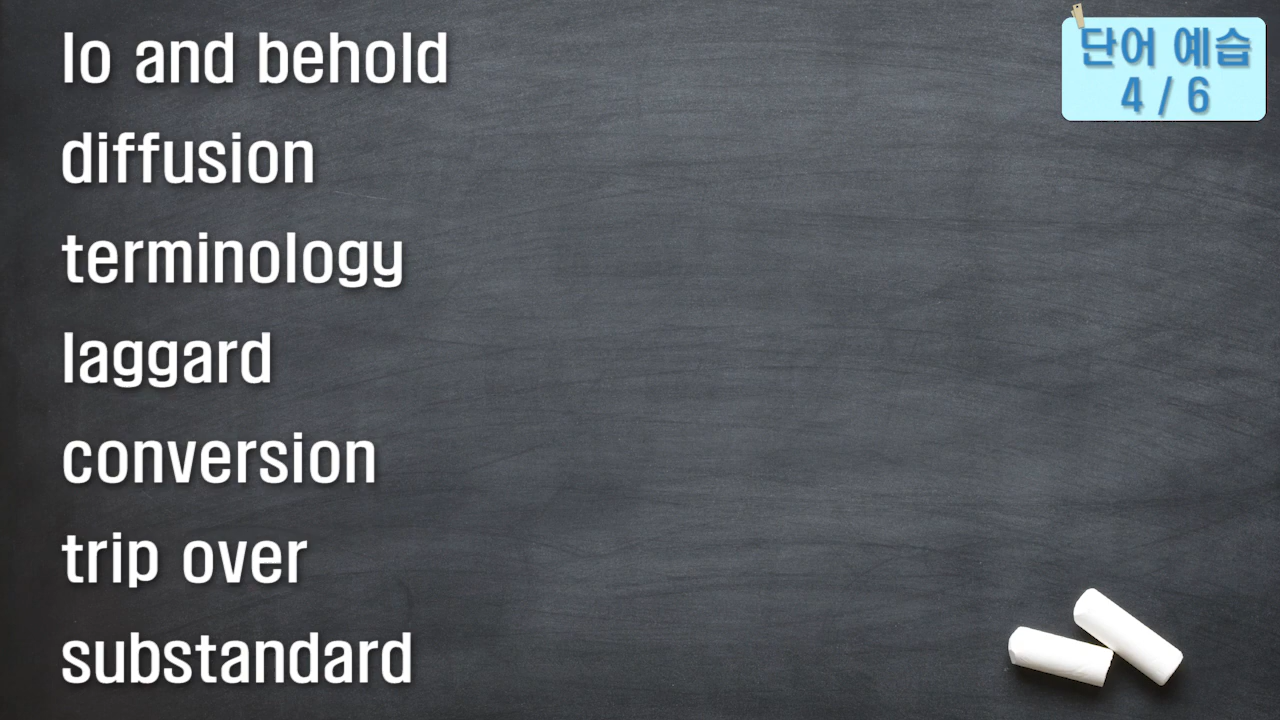 lo and behold
diffusion
terminology
laggard
conversion
trip over
substandard
단어 예습
4 / 6